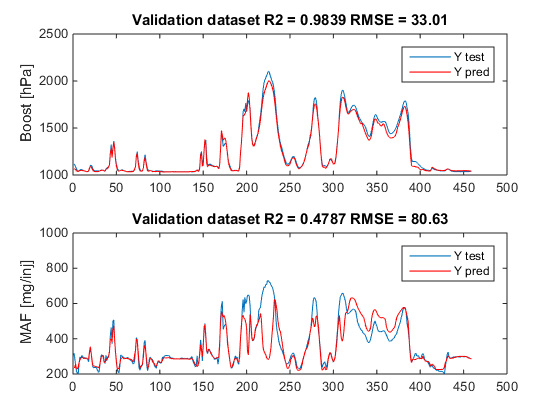 Validation dataset R2 = 0.9839 RMSE = 33.01
2500
2000
1500
1000
Boost [hPa]
Y test
Y pred
0 50 100 150 200 250 300 350 400 450 500
Validation dataset R2 = 0.4787 RMSE = 80.63
1000
800
600
400
200
MAF [mg/inj]
Y test
Y pred
0 50 100 150 200 250 300 350 400 450 500